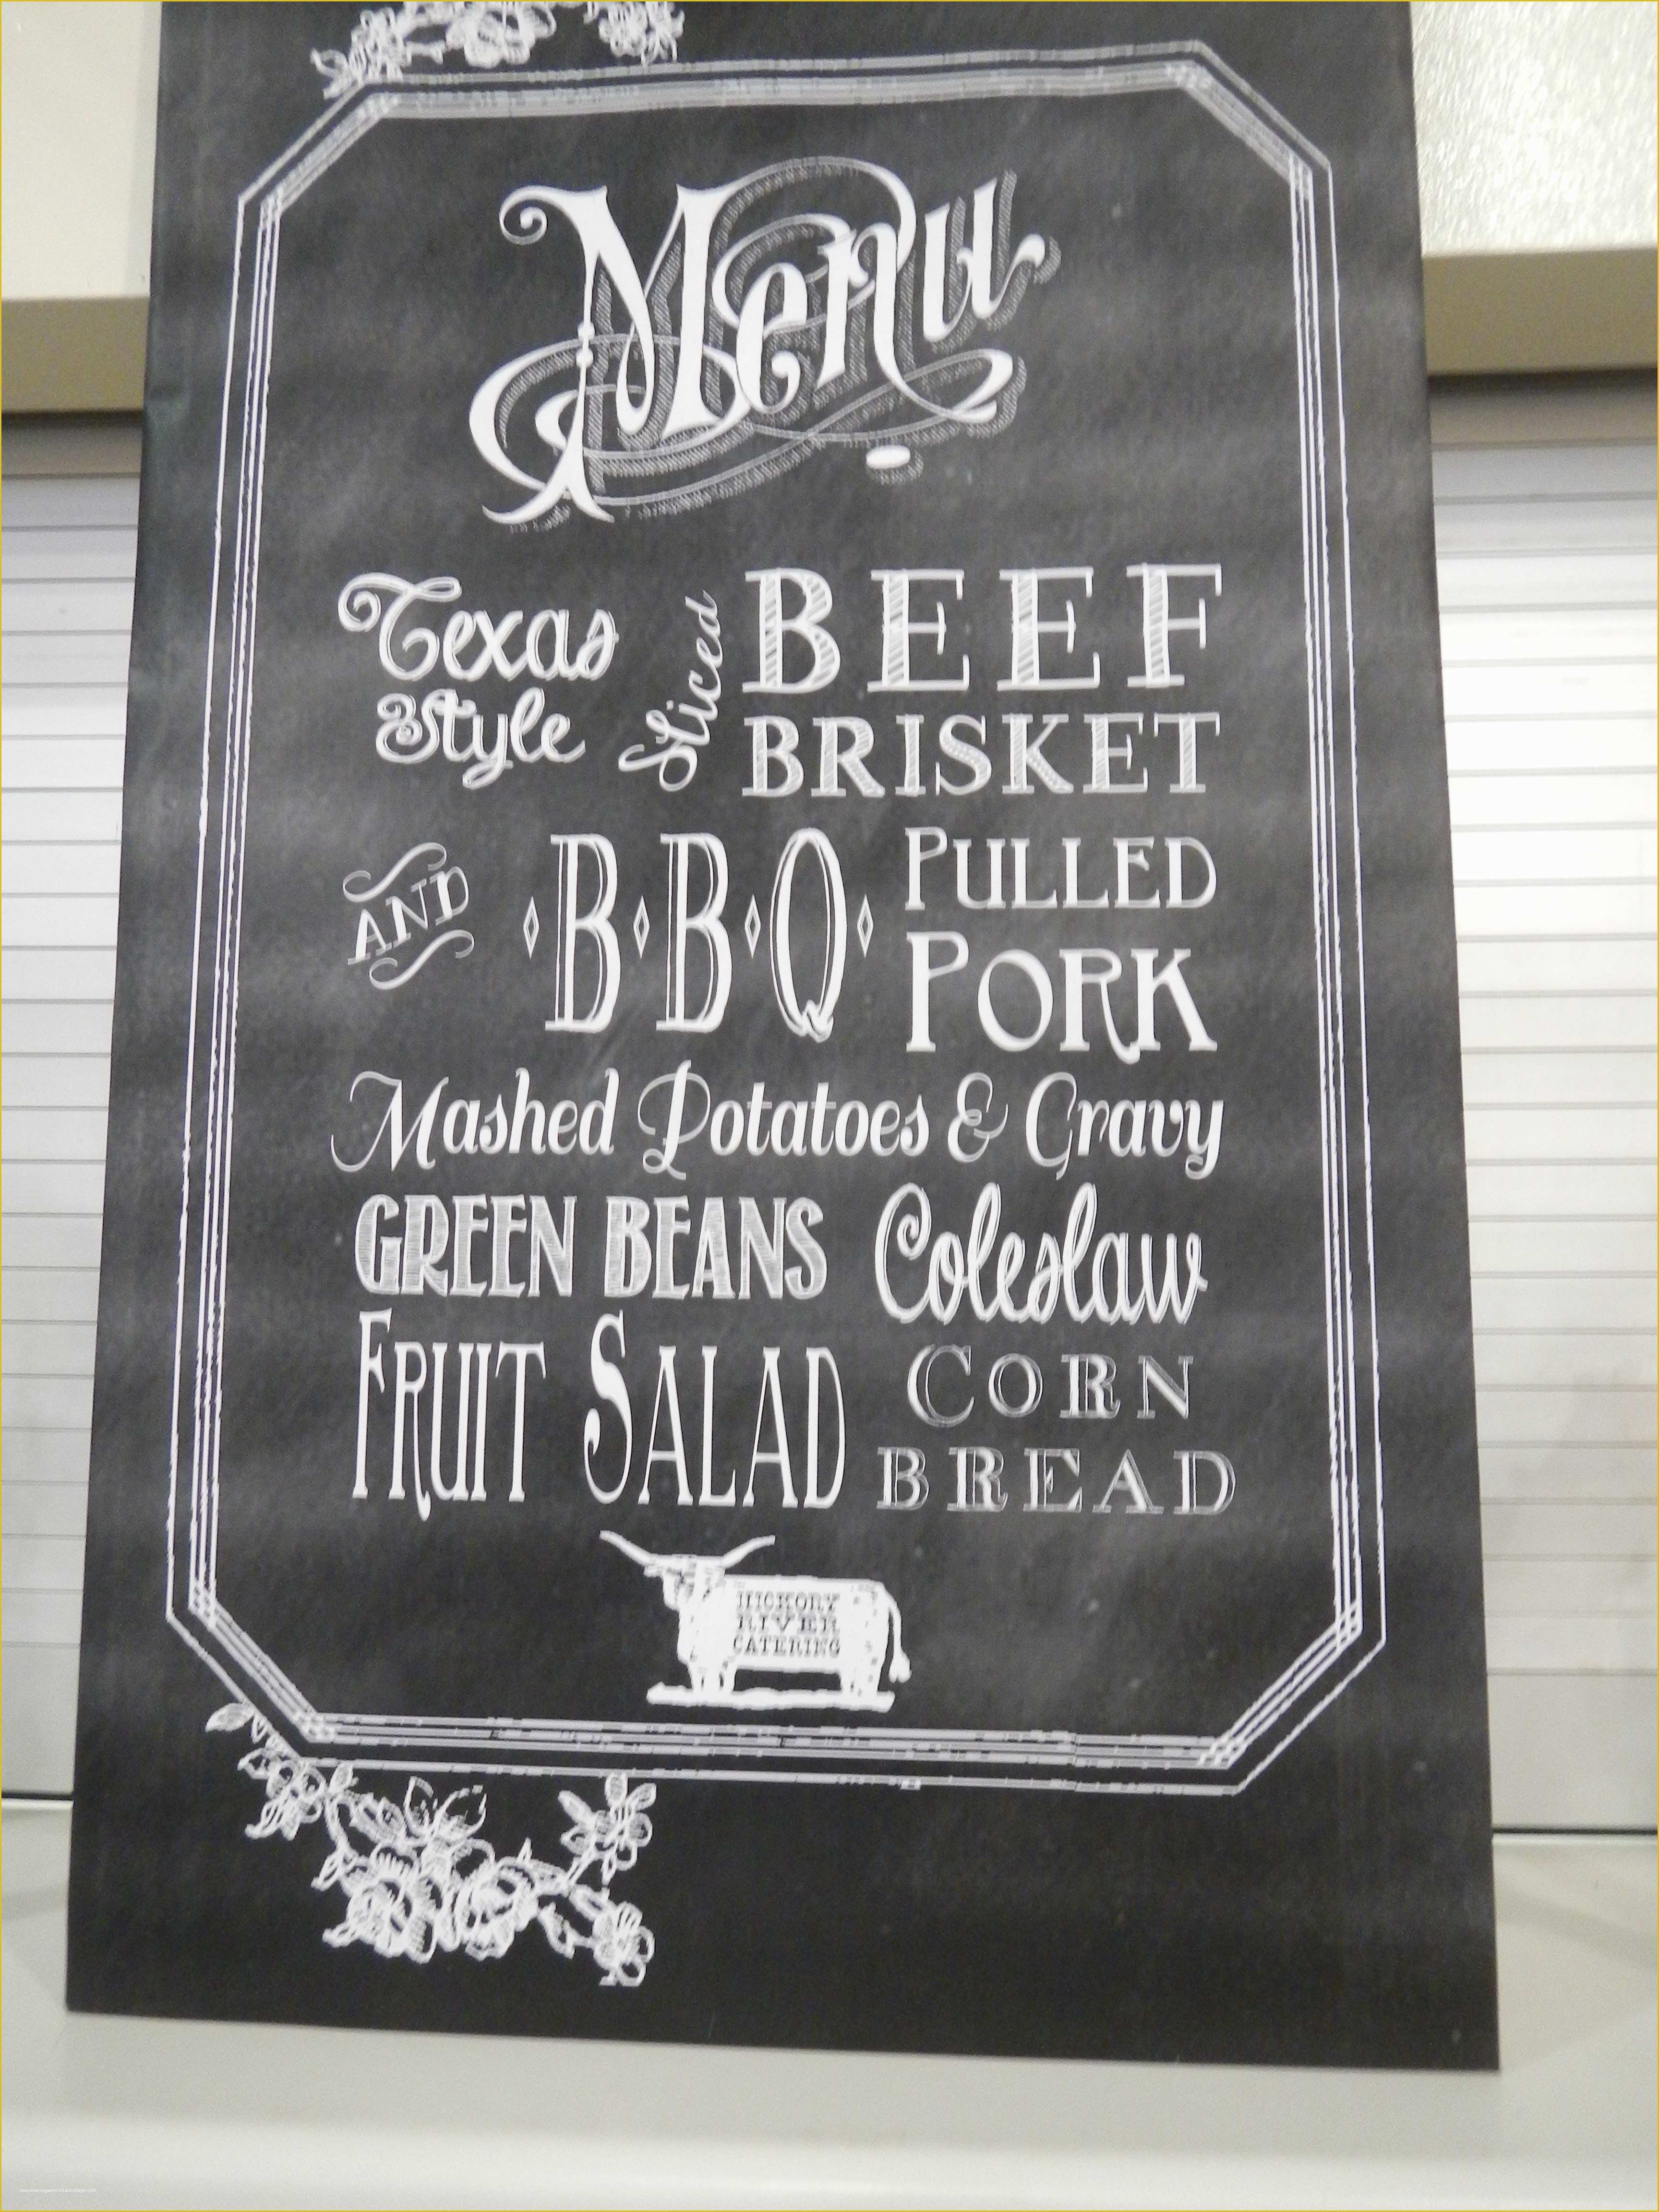 Menu
Texas Style Sliced BEEF BRISKET
AND B·B·Q PULLED PORK
Mashed Potatoes & Gravy
GREEN BEANS Coleslaw
FRUIT SALAD CORN BREAD
HICKORY
RIVER
CATERING